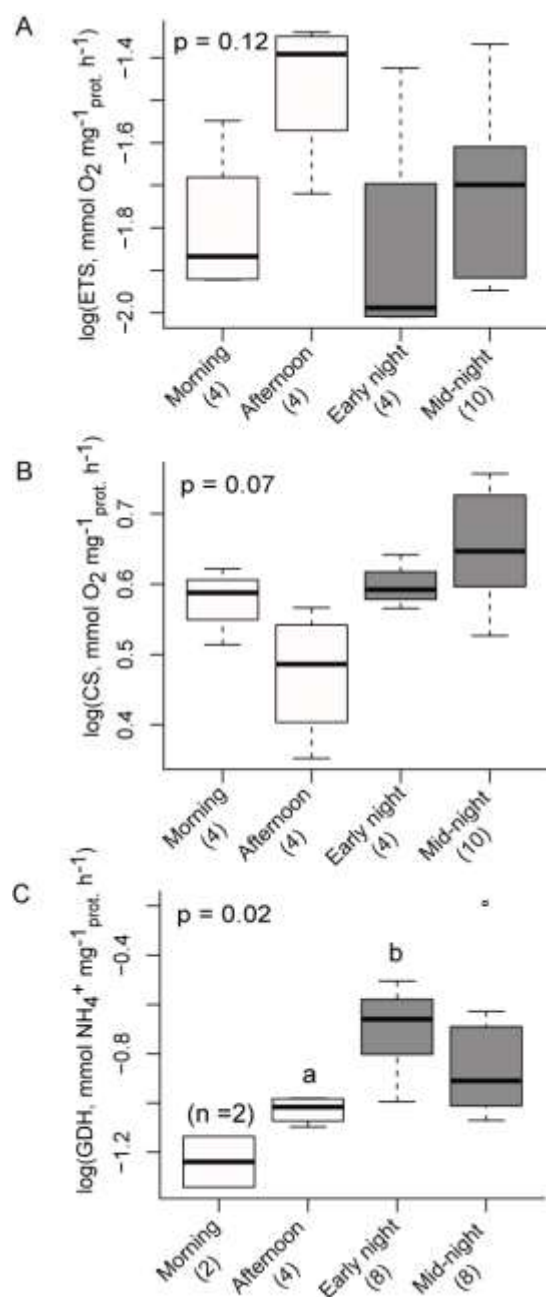 A
p = 0.12
log(ETS, mmol O2 mg−1prot. h−1)
−1.4
−1.6
−1.8
−2.0
Morning
(4)
Afternoon
(4)
Early night
(4)
Mid-night
(10)
B
p = 0.07
log(CS, mmol O2 mg−1prot. h−1)
0.7
0.6
0.5
0.4
Morning
(4)
Afternoon
(4)
Early night
(4)
Mid-night
(10)
C
p = 0.02
log(GDH, mmol NH4+ mg−1prot. h−1)
−0.4
−0.8
−1.2
(n =2)
a
b
Morning
(2)
Afternoon
(4)
Early night
(8)
Mid-night
(8)